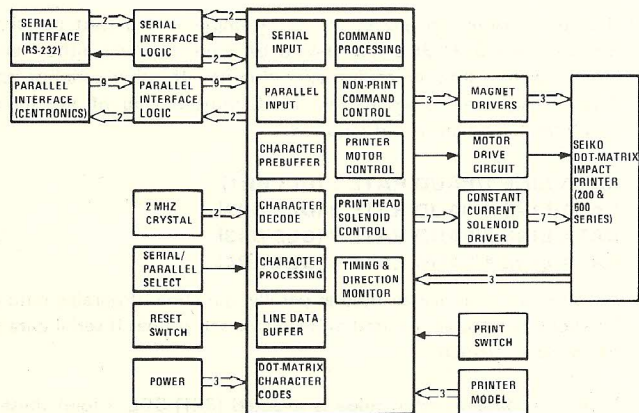 SERIAL
INTERFACE
(RS-232)
2
SERIAL
INTERFACE
LOGIC
2
2
PARALLEL
INTERFACE
(CENTRONICS)
9
2
PARALLEL
INTERFACE
LOGIC
9
2
2 MHZ
CRYSTAL
2
SERIAL/
PARALLEL
SELECT
RESET
SWITCH
POWER
3
SERIAL
INPUT
PARALLEL
INPUT
CHARACTER
PREBUFFER
CHARACTER
DECODE
CHARACTER
PROCESSING
LINE DATA
BUFFER
DOT-MATRIX
CHARACTER
CODES
COMMAND
PROCESSING
NON-PRINT
COMMAND
CONTROL
PRINTER
MOTOR
CONTROL
PRINT HEAD
SOLENOID
CONTROL
TIMING &
DIRECTION
MONITOR
3
MAGNET
DRIVERS
3
MOTOR
DRIVE
CIRCUIT
7
CONSTANT
CURRENT
SOLENOID
DRIVER
7
3
PRINT
SWITCH
3
PRINTER
MODEL
SEIKO
DOT-MATRIX
IMPACT
PRINTER
(200 &
500
SERIES)